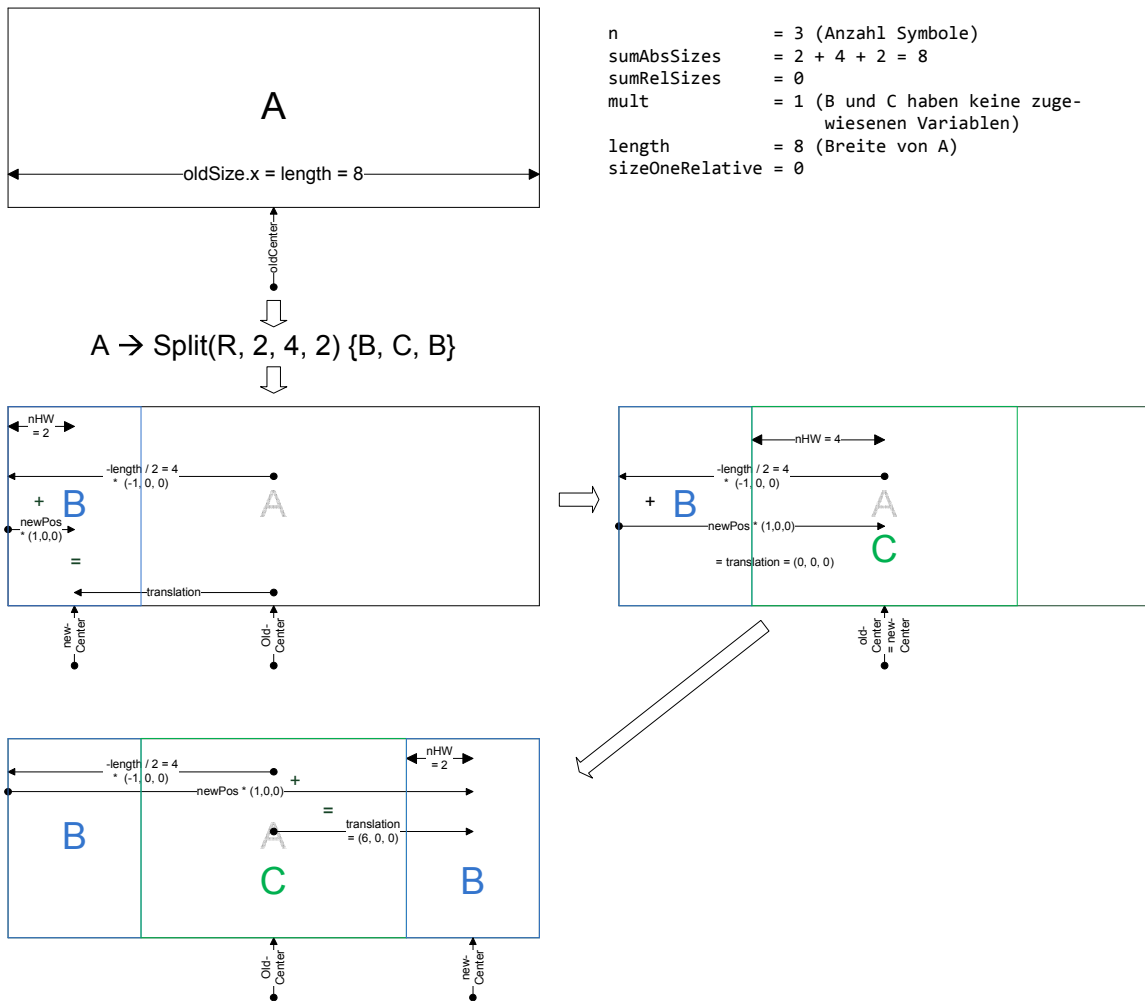 A
oldSize.x = length = 8
oldCenter
n = 3 (Anzahl Symbole)
sumAbsSizes = 2 + 4 + 2 = 8
sumRelSizes = 0
mult = 1 (B und C haben keine zuge-
wiesenen Variablen)
length = 8 (Breite von A)
sizeOneRelative = 0
A → Split(R, 2, 4, 2) {B, C, B}
nHW
= 2
-length / 2 = 4
* (-1, 0, 0)
+
B
A
newPos
* (1,0,0)
=
translation
new-
Center
Old-
Center
nHW = 4
-length / 2 = 4
* (-1, 0, 0)
+
B
A
newPos * (1,0,0)
C
= translation = (0, 0, 0)
old-
Center
= new-
Center
nHW
= 2
-length / 2 = 4
* (-1, 0, 0)
+
newPos * (1,0,0)
=
translation
= (6, 0, 0)
B
A
C
B
Old-
Center
new-
Center